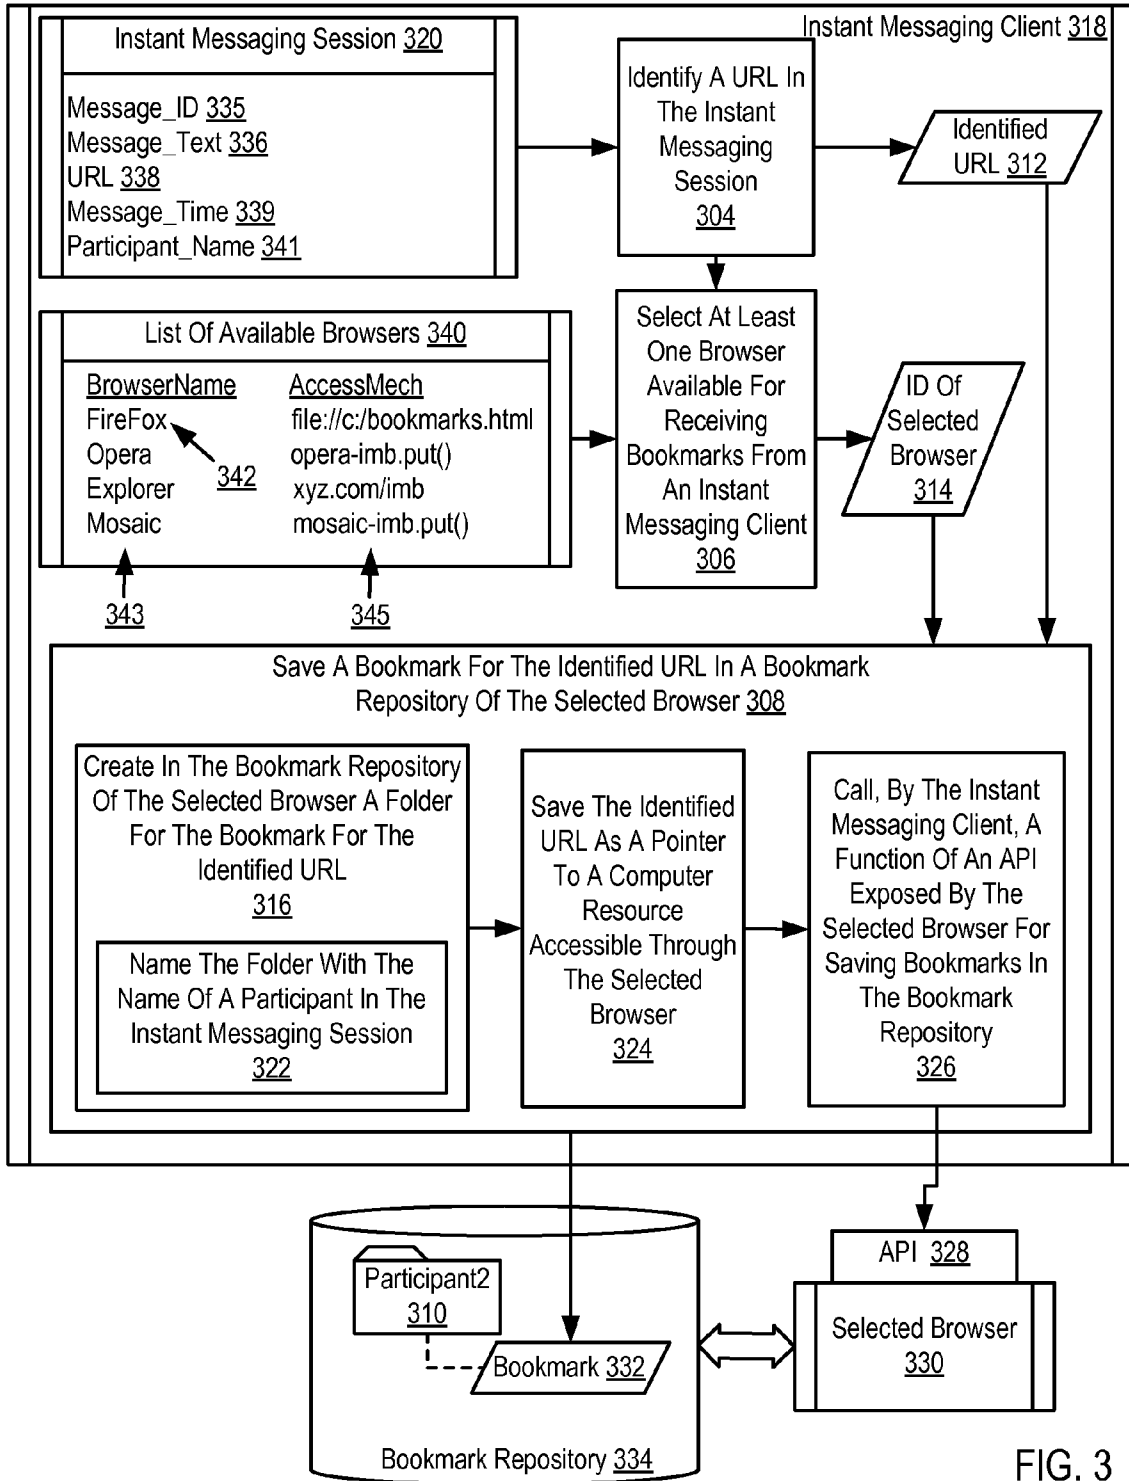 Instant Messaging Client 318
Instant Messaging Session 320
Message_ID 335
Message_Text 336
URL 338
Message_Time 339
Participant_Name 341
Identify A URL In
The Instant
Messaging
Session
304
Identified
URL 312
List Of Available Browsers 340
BrowserName AccessMech
FireFox file://c:/bookmarks.html
Opera opera-imb.put()
Explorer xyz.com/imb
Mosaic mosaic-imb.put()
342
343
345
Select At Least
One Browser
Available For
Receiving
Bookmarks From
An Instant
Messaging Client
306
ID Of
Selected
Browser
314
Save A Bookmark For The Identified URL In A Bookmark
Repository Of The Selected Browser 308
Create In The Bookmark Repository
Of The Selected Browser A Folder
For The Bookmark For The
Identified URL
316
Name The Folder With The
Name Of A Participant In The
Instant Messaging Session
322
Save The Identified
URL As A Pointer
To A Computer
Resource
Accessible Through
The Selected
Browser
324
Call, By The Instant
Messaging Client, A
Function Of An API
Exposed By The
Selected Browser For
Saving Bookmarks In
The Bookmark
Repository
326
Participant2
310
Bookmark 332
Bookmark Repository 334
API 328
Selected Browser
330
FIG. 3